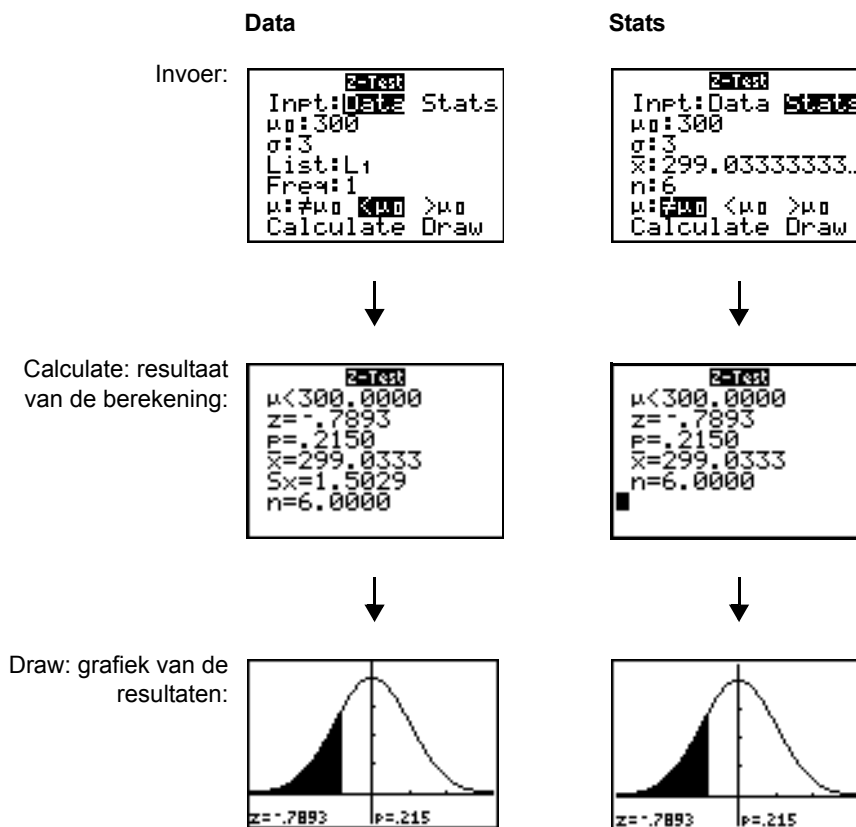 Data
Stats
Invoer:
Z-Test
Inpt:Data Stats
μ0:300
σ:3
List:L1
Freq:1
μ:≠μ0 <μ0 >μ0
Calculate Draw
Z-Test
Inpt:Data Stats
μ0:300
σ:3
x̄:299.03333333…
n:6
μ:≠μ0 <μ0 >μ0
Calculate Draw
Calculate: resultaat
van de berekening:
Z-Test
μ<300.0000
z=-.7893
p=.2150
x̄=299.0333
Sx=1.5029
n=6.0000
Z-Test
μ<300.0000
z=-.7893
p=.2150
x̄=299.0333
n=6.0000
Draw: grafiek van de
resultaten:
z=-.7893 p=.215
z=-.7893 p=.215